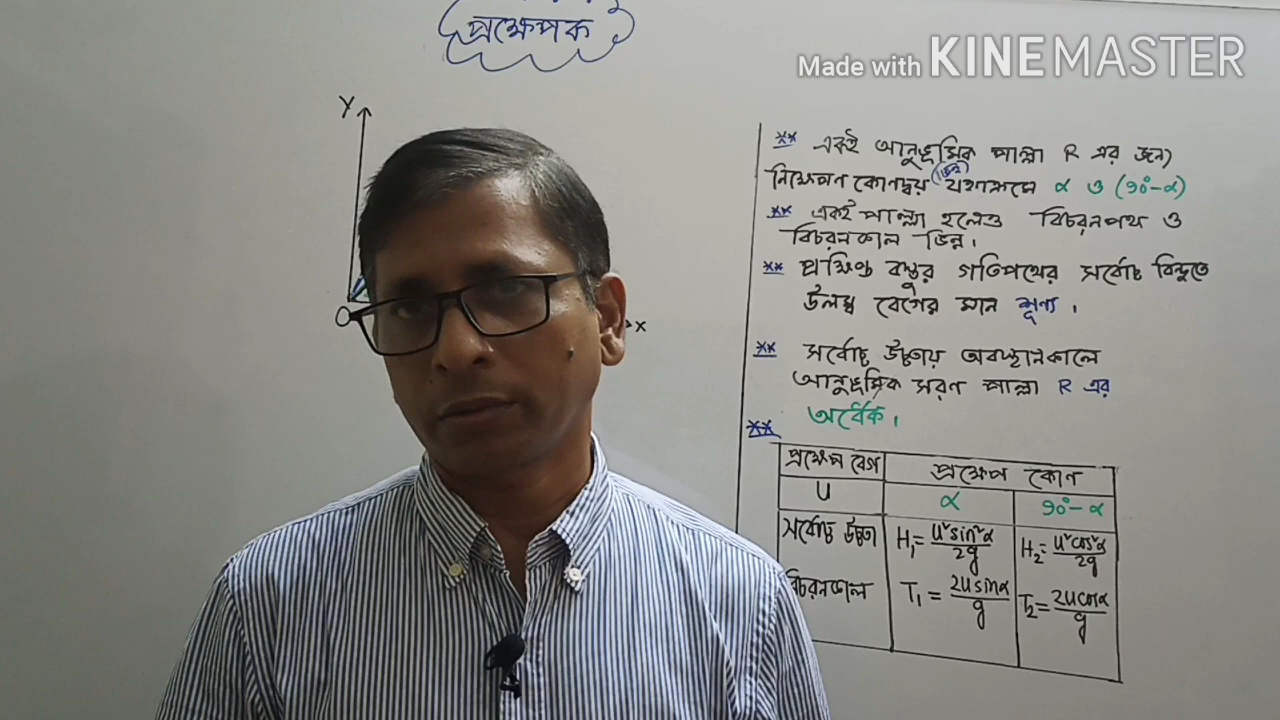 প্রক্ষেপক
Made with KINEMASTER
Y
** একই আনুভূমিক পাল্লা R এর জন্য
নিক্ষেপণ কোণদ্বয় যথাক্রমে α ও (90°-α)
** একই পাল্লা হলেও বিচরনপথ ও
বিচরনকাল ভিন্ন।
** প্রক্ষিপ্ত বস্তুর গতিপথের সর্বোচ্চ বিন্দুতে
উলম্ব বেগের মান শূণ্য।
O
X
** সর্বোচ্চ উচ্চতায় অবস্থানকালে
আনুভূমিক সরণ পাল্লা R এর
অর্ধেক।
**
প্রক্ষেপ বেগ প্রক্ষেপ কোণ
U α 90°-α
সর্বোচ্চ উচ্চতা H₁=u²sin²α/2g H₂=u²cos²α/2g
বিচরনকাল T₁=2usinα/g T₂=2ucosα/g